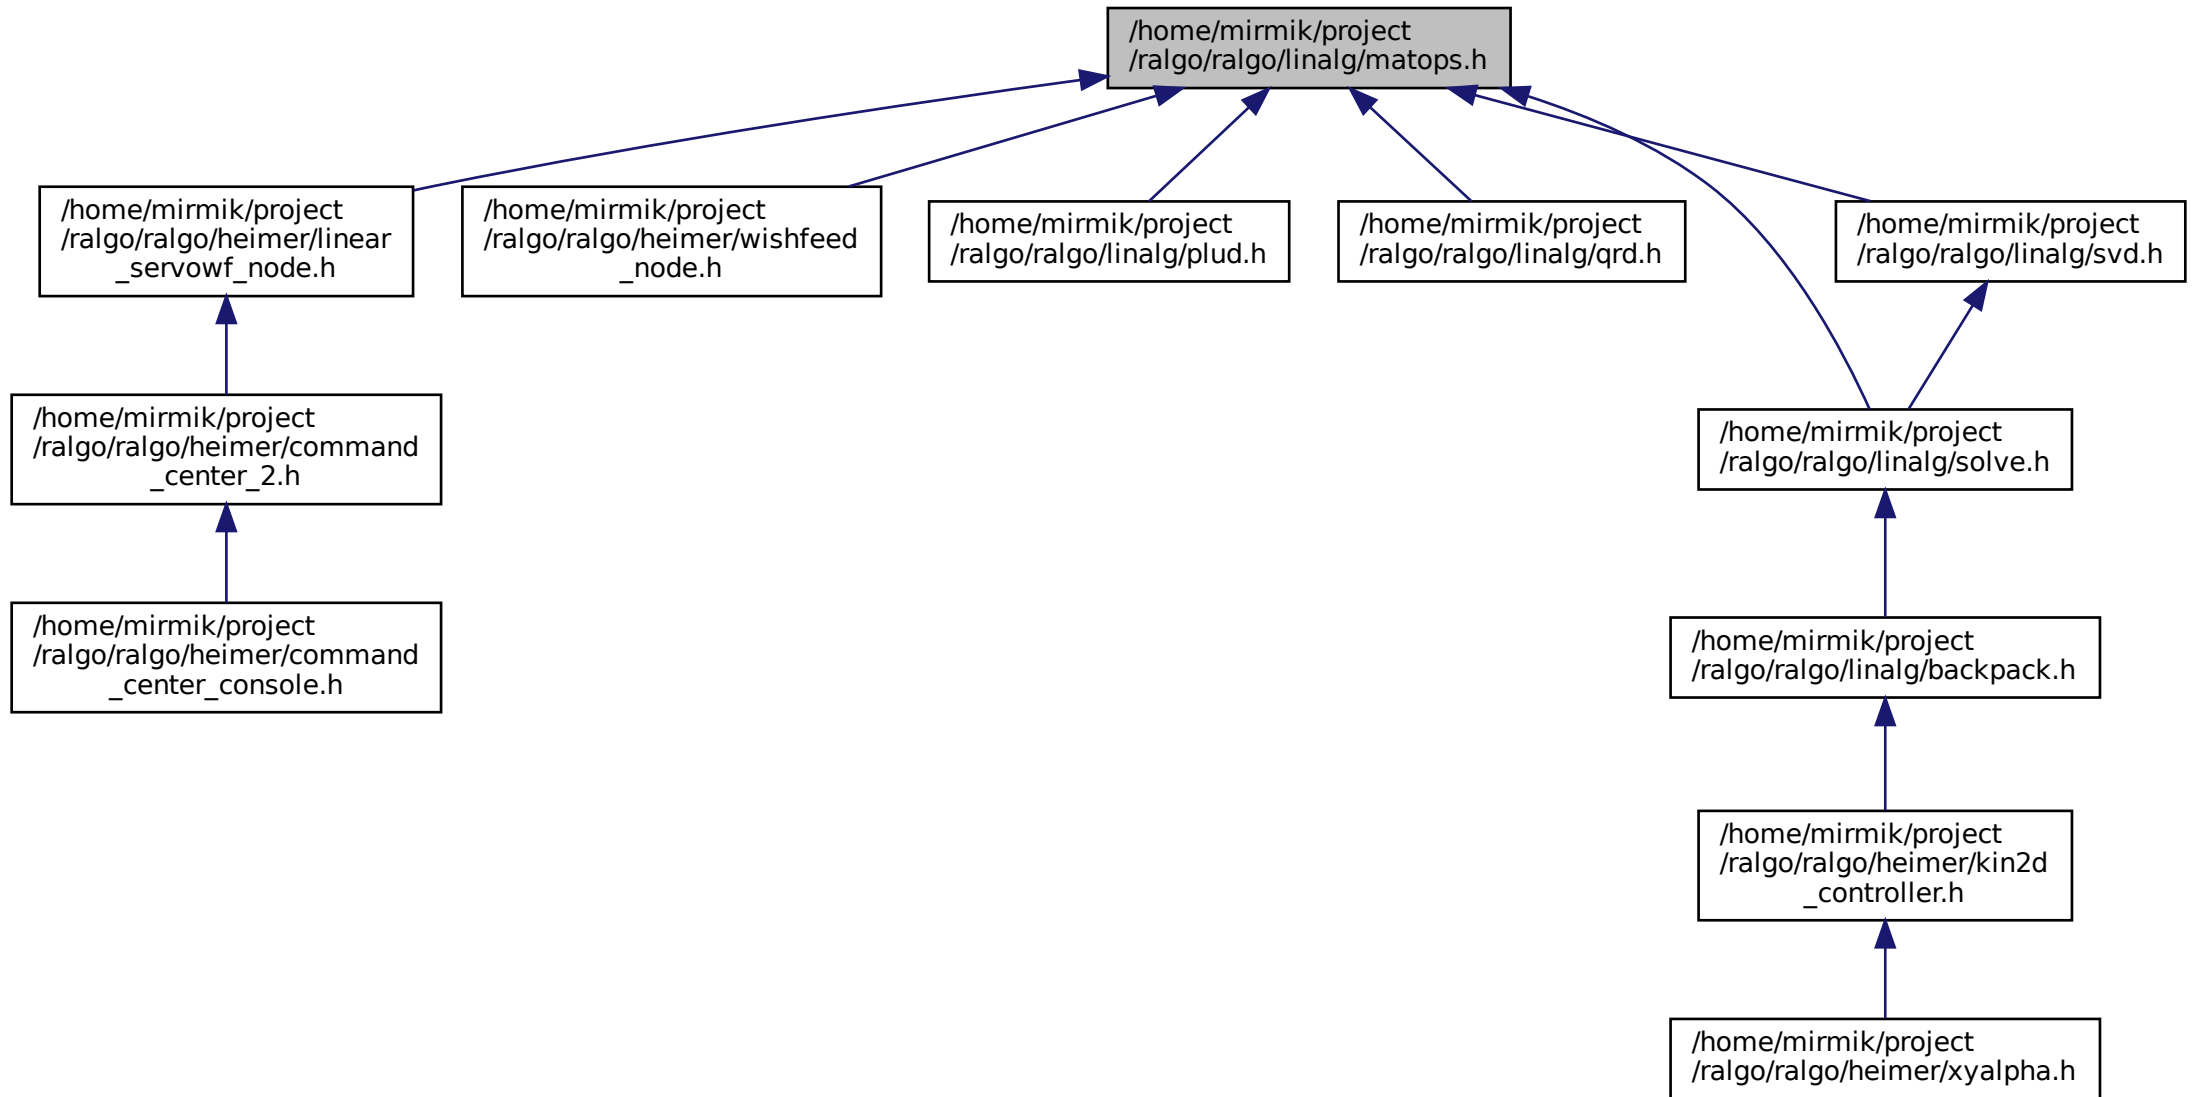 /home/mirmik/project
/ralgo/ralgo/linalg/matops.h
/home/mirmik/project
/ralgo/ralgo/heimer/linear
_servowf_node.h
/home/mirmik/project
/ralgo/ralgo/heimer/wishfeed
_node.h
/home/mirmik/project
/ralgo/ralgo/linalg/plud.h
/home/mirmik/project
/ralgo/ralgo/linalg/qrd.h
/home/mirmik/project
/ralgo/ralgo/linalg/svd.h
/home/mirmik/project
/ralgo/ralgo/heimer/command
_center_2.h
/home/mirmik/project
/ralgo/ralgo/linalg/solve.h
/home/mirmik/project
/ralgo/ralgo/heimer/command
_center_console.h
/home/mirmik/project
/ralgo/ralgo/linalg/backpack.h
/home/mirmik/project
/ralgo/ralgo/heimer/kin2d
_controller.h
/home/mirmik/project
/ralgo/ralgo/heimer/xyalpha.h